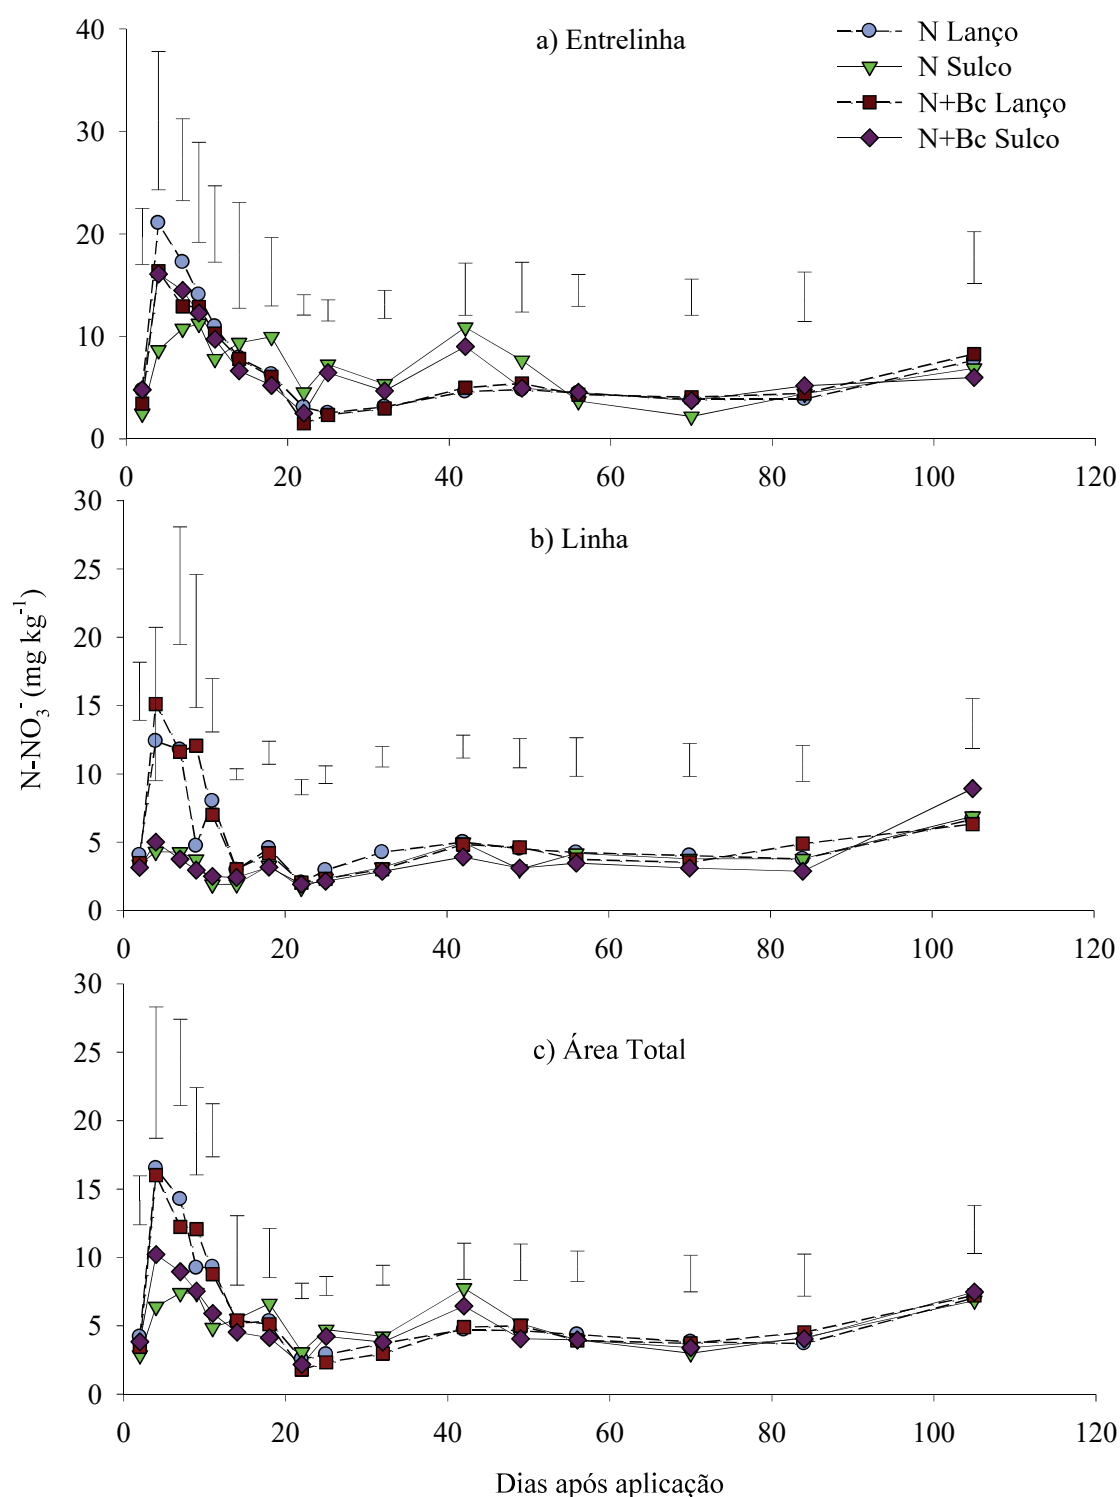 a) Entrelinha
N Lanço
N Sulco
N+Bc Lanço
N+Bc Sulco
40
30
20
10
0
0 20 40 60 80 100 120
b) Linha
30
25
20
15
10
5
0
0 20 40 60 80 100 120
N-NO3- (mg kg-1)
c) Área Total
30
25
20
15
10
5
0
0 20 40 60 80 100 120
Dias após aplicação